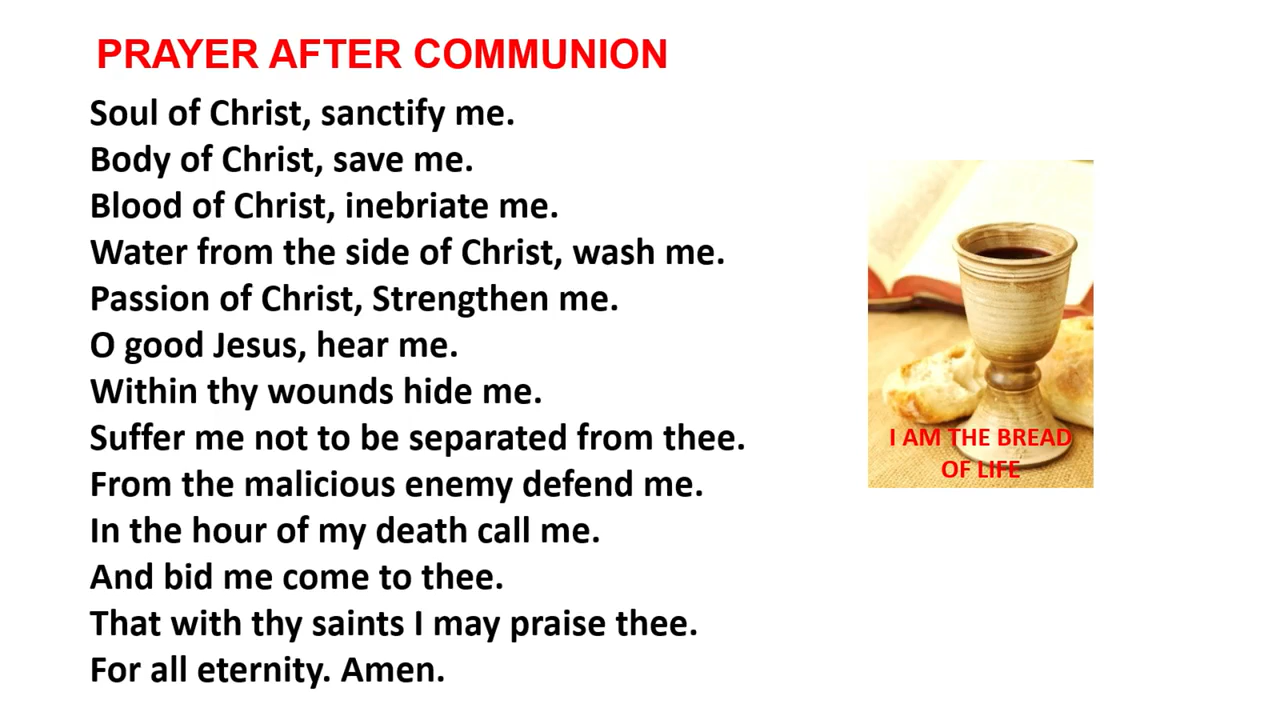 PRAYER AFTER COMMUNION
Soul of Christ, sanctify me.
Body of Christ, save me.
Blood of Christ, inebriate me.
Water from the side of Christ, wash me.
Passion of Christ, Strengthen me.
O good Jesus, hear me.
Within thy wounds hide me.
Suffer me not to be separated from thee.
From the malicious enemy defend me.
In the hour of my death call me.
And bid me come to thee.
That with thy saints I may praise thee.
For all eternity. Amen.
I AM THE BREAD
OF LIFE